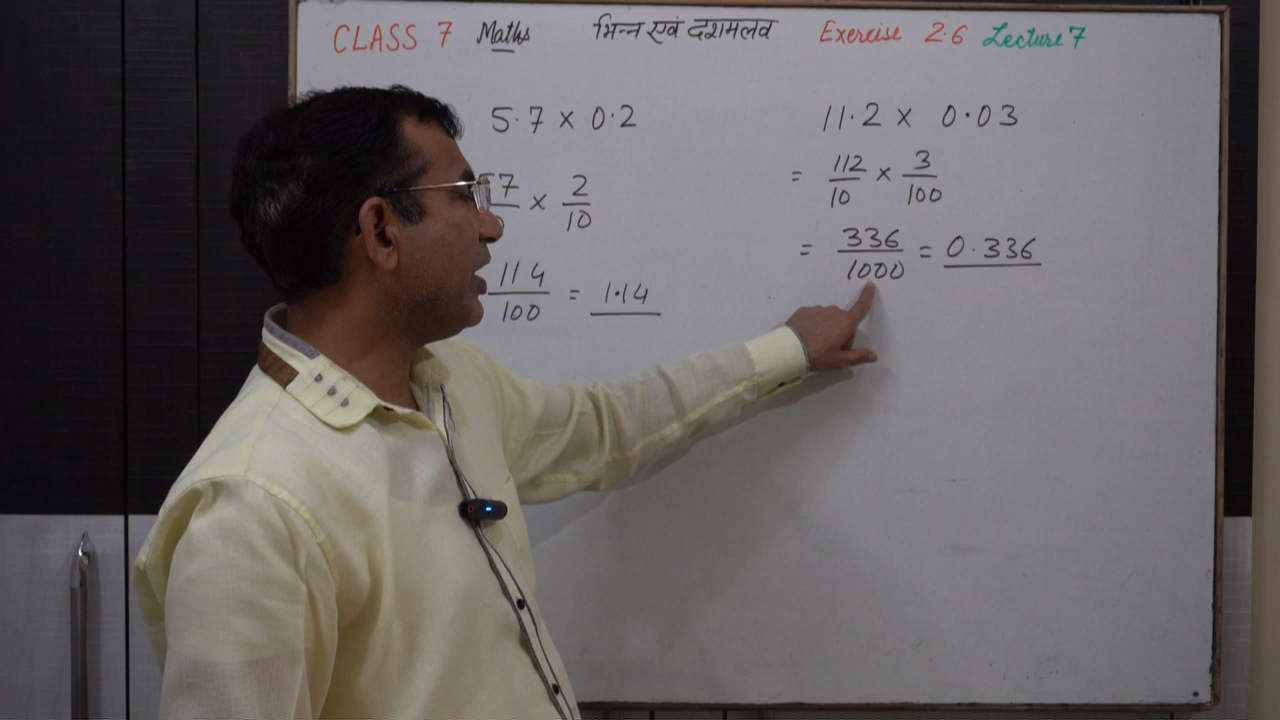 CLASS 7 Maths भिन्न एवं दशमलव Exercise 2.6 Lecture 7
5.7 × 0.2
57/ × 2/10
114/100 = 1.14
11.2 × 0.03
= 112/10 × 3/100
= 336/1000 = 0.336